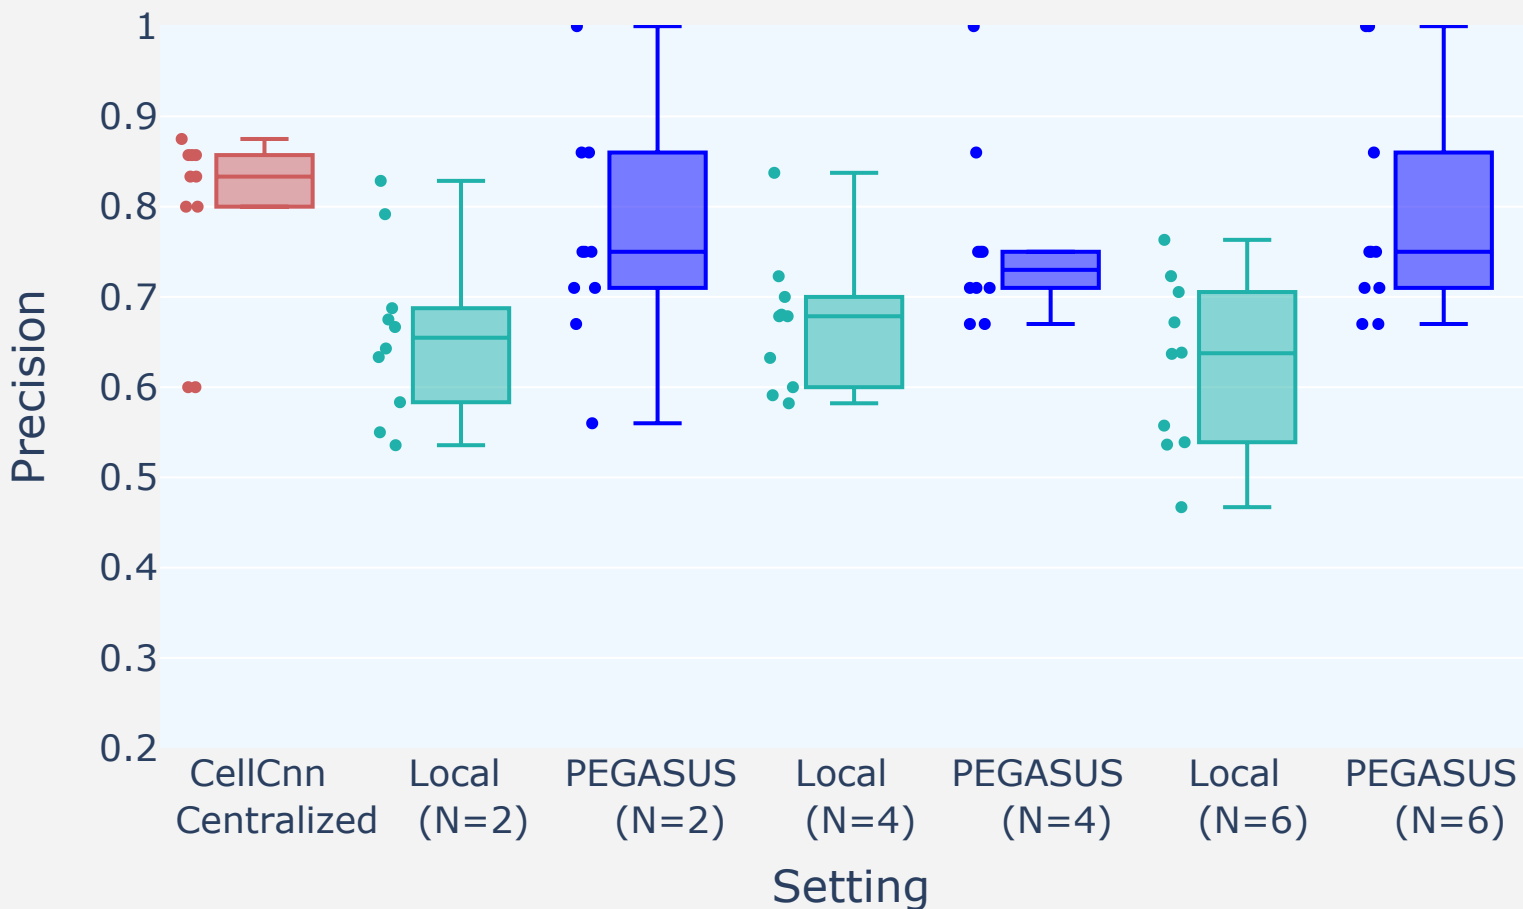 1
0.9
0.8
0.7
0.6
0.5
0.4
0.3
0.2
Precision
CellCnn Centralized
Local (N=2)
PEGASUS (N=2)
Local (N=4)
PEGASUS (N=4)
Local (N=6)
PEGASUS (N=6)
Setting